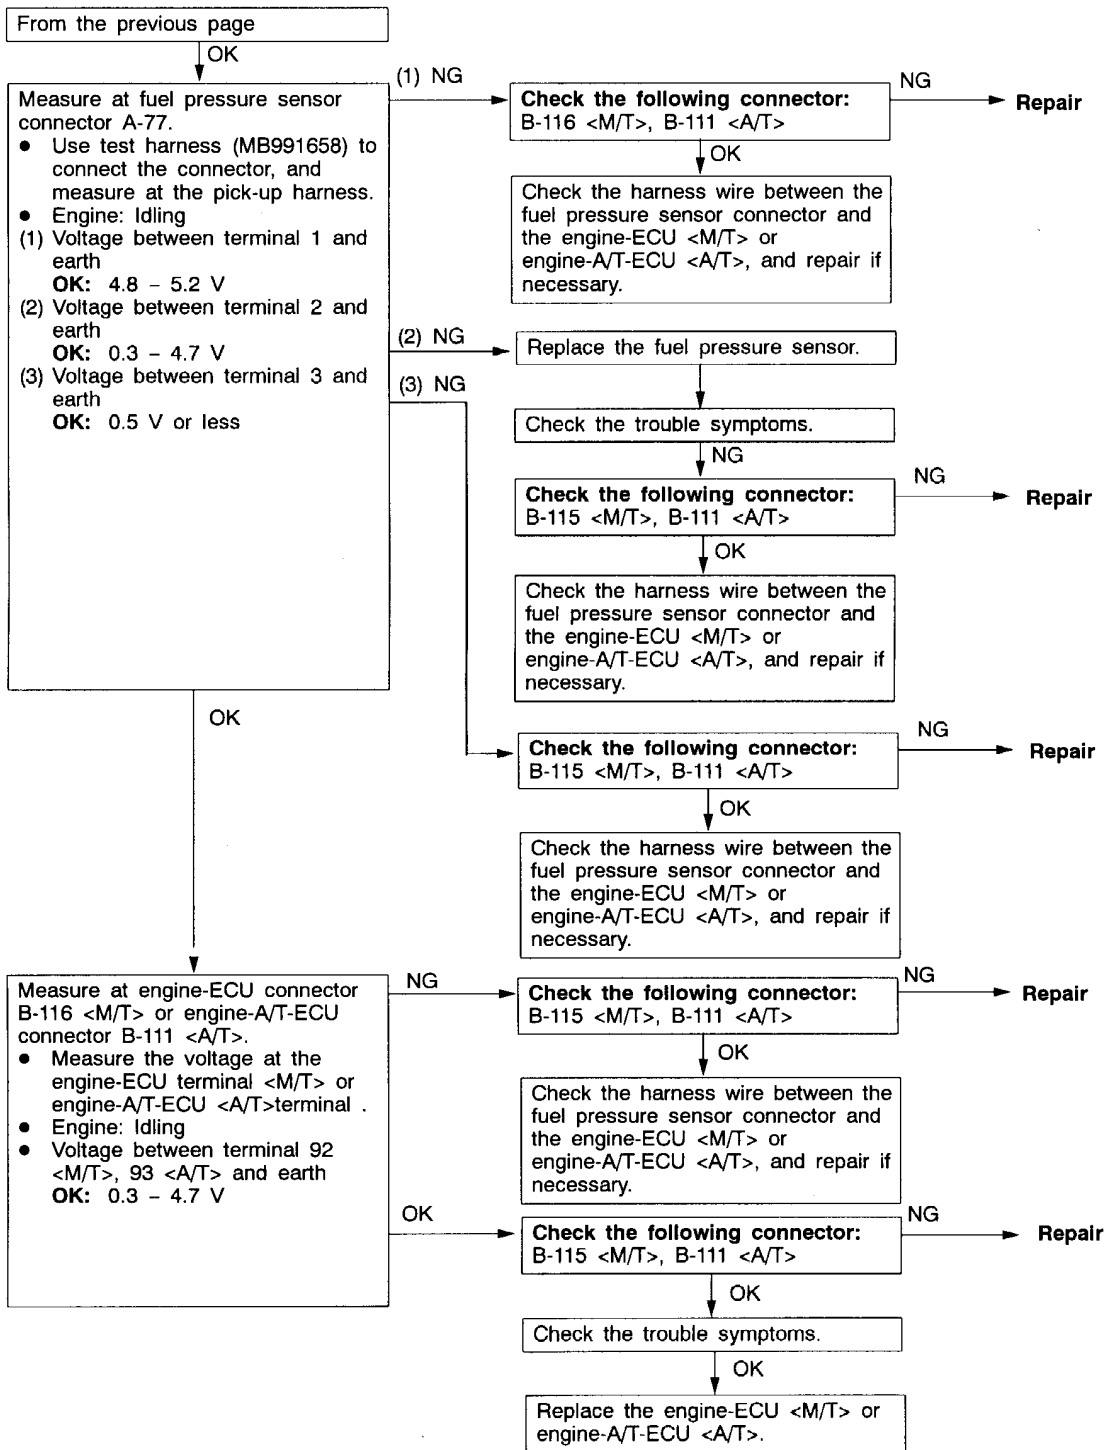 From the previous page
OK
Measure at fuel pressure sensor
connector A-77.
● Use test harness (MB991658) to
connect the connector, and
measure at the pick-up harness.
● Engine: Idling
(1) Voltage between terminal 1 and
earth
OK: 4.8 – 5.2 V
(2) Voltage between terminal 2 and
earth
OK: 0.3 – 4.7 V
(3) Voltage between terminal 3 and
earth
OK: 0.5 V or less
(1) NG
Check the following connector:
B-116 <M/T>, B-111 <A/T>
NG
Repair
OK
Check the harness wire between the
fuel pressure sensor connector and
the engine-ECU <M/T> or
engine-A/T-ECU <A/T>, and repair if
necessary.
(2) NG
Replace the fuel pressure sensor.
Check the trouble symptoms.
NG
Check the following connector:
B-115 <M/T>, B-111 <A/T>
NG
Repair
OK
Check the harness wire between the
fuel pressure sensor connector and
the engine-ECU <M/T> or
engine-A/T-ECU <A/T>, and repair if
necessary.
(3) NG
Check the following connector:
B-115 <M/T>, B-111 <A/T>
NG
Repair
OK
Check the harness wire between the
fuel pressure sensor connector and
the engine-ECU <M/T> or
engine-A/T-ECU <A/T>, and repair if
necessary.
OK
Measure at engine-ECU connector
B-116 <M/T> or engine-A/T-ECU
connector B-111 <A/T>.
● Measure the voltage at the
engine-ECU terminal <M/T> or
engine-A/T-ECU <A/T>terminal .
● Engine: Idling
● Voltage between terminal 92
<M/T>, 93 <A/T> and earth
OK: 0.3 – 4.7 V
NG
Check the following connector:
B-115 <M/T>, B-111 <A/T>
NG
Repair
OK
Check the harness wire between the
fuel pressure sensor connector and
the engine-ECU <M/T> or
engine-A/T-ECU <A/T>, and repair if
necessary.
OK
Check the following connector:
B-115 <M/T>, B-111 <A/T>
NG
Repair
OK
Check the trouble symptoms.
OK
Replace the engine-ECU <M/T> or
engine-A/T-ECU <A/T>.